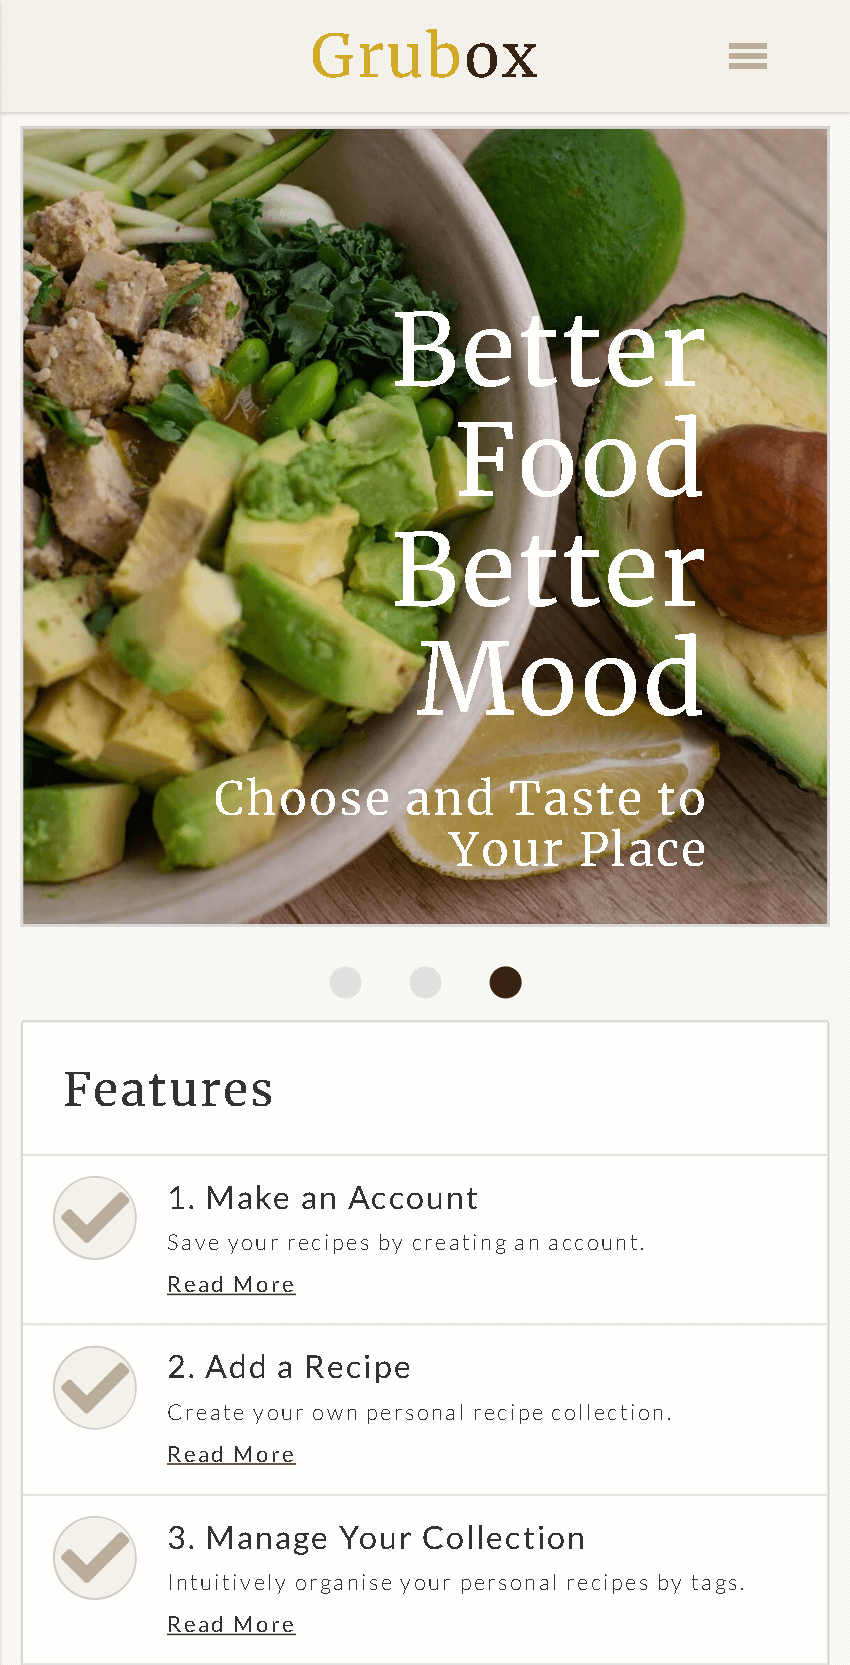 Grubox
Better
Food
Better
Mood
Choose and Taste to
Your Place
Features
1. Make an Account
Save your recipes by creating an account.
Read More
2. Add a Recipe
Create your own personal recipe collection.
Read More
3. Manage Your Collection
Intuitively organise your personal recipes by tags.
Read More